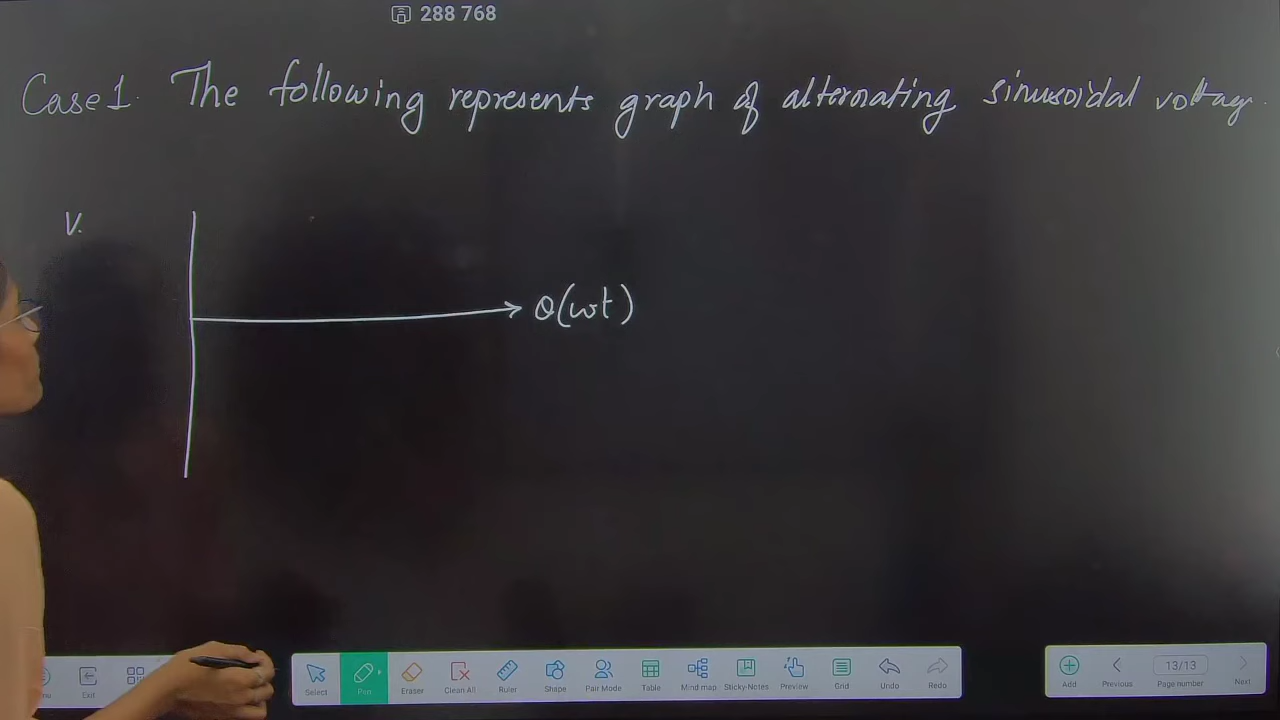 288 768
Case 1. The following represents graph of alternating sinusoidal voltage.
V.
θ(ωt)
Exit
Select
Pen
Eraser
Clean All
Ruler
Shape
Pair Mode
Table
Mind map
Sticky-Notes
Preview
Grid
Undo
Redo
Add
Previous
13/13
Page number
Next